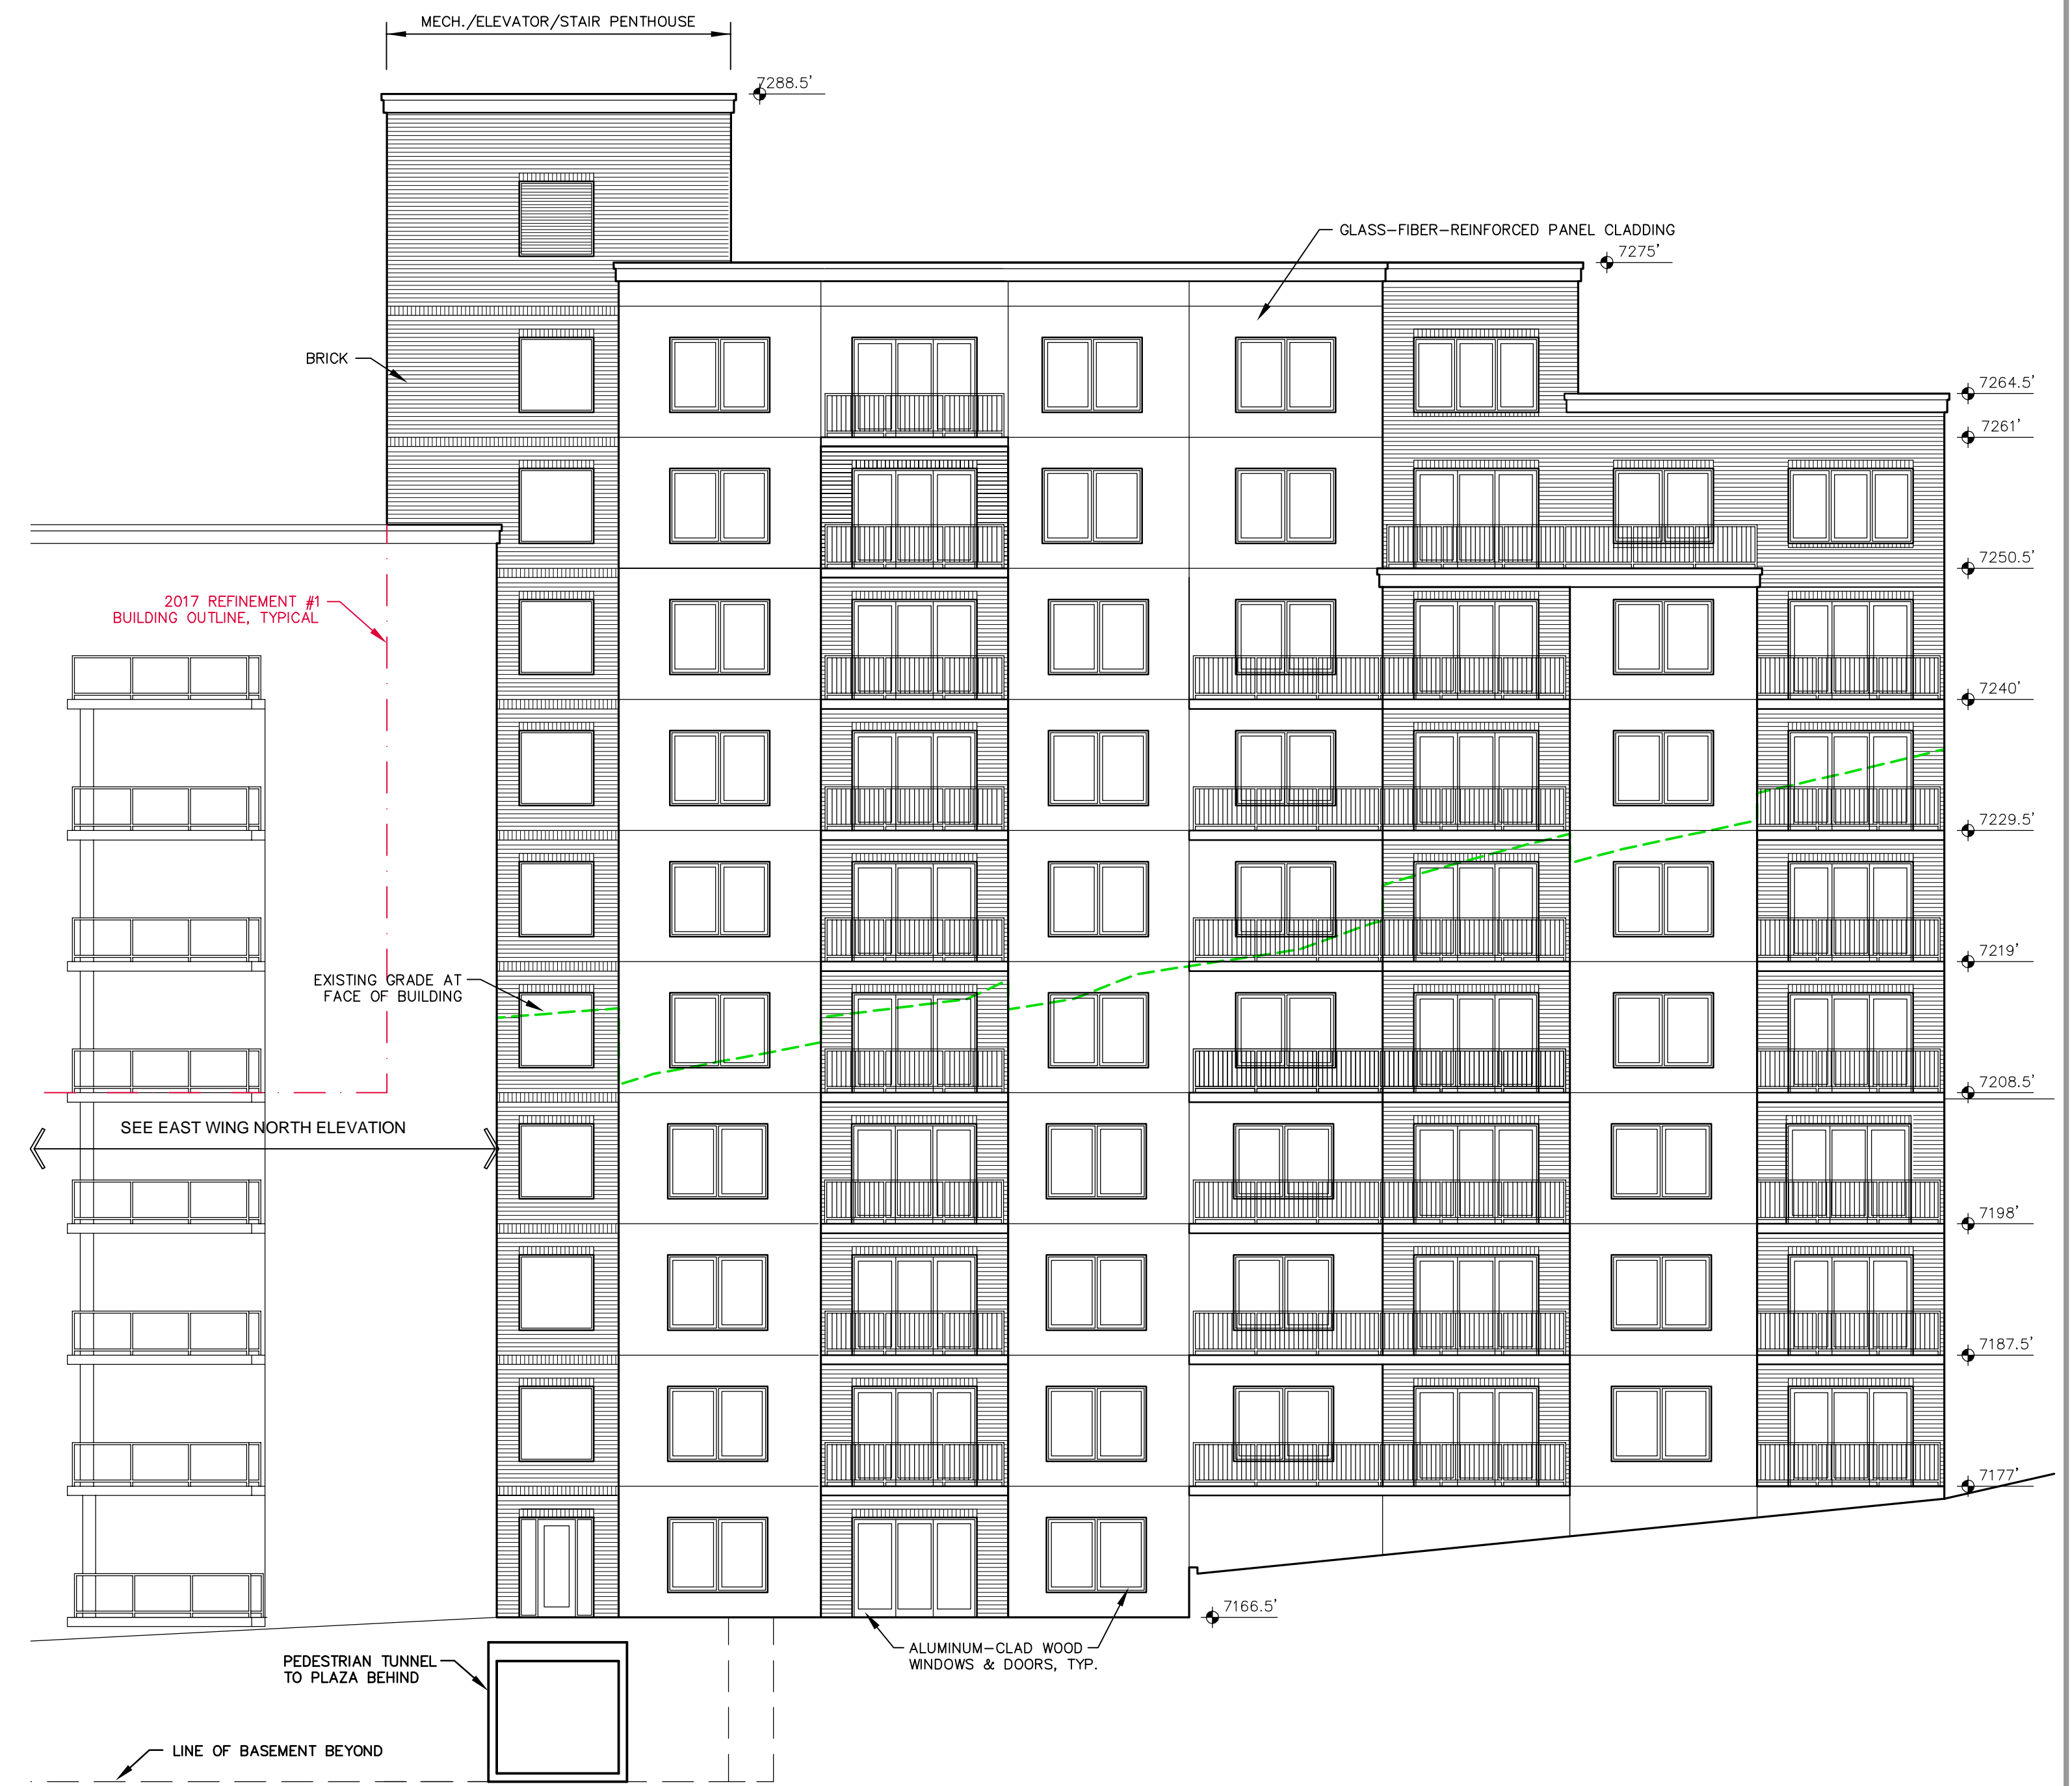 MECH./ELEVATOR/STAIR PENTHOUSE
7288.5'
GLASS-FIBER-REINFORCED PANEL CLADDING
7275'
BRICK
7264.5'
7261'
7250.5'
2017 REFINEMENT #1
BUILDING OUTLINE, TYPICAL
7240'
7229.5'
7219'
EXISTING GRADE AT
FACE OF BUILDING
7208.5'
SEE EAST WING NORTH ELEVATION
7198'
7187.5'
7177'
7166.5'
ALUMINUM-CLAD WOOD
WINDOWS & DOORS, TYP.
PEDESTRIAN TUNNEL
TO PLAZA BEHIND
LINE OF BASEMENT BEYOND